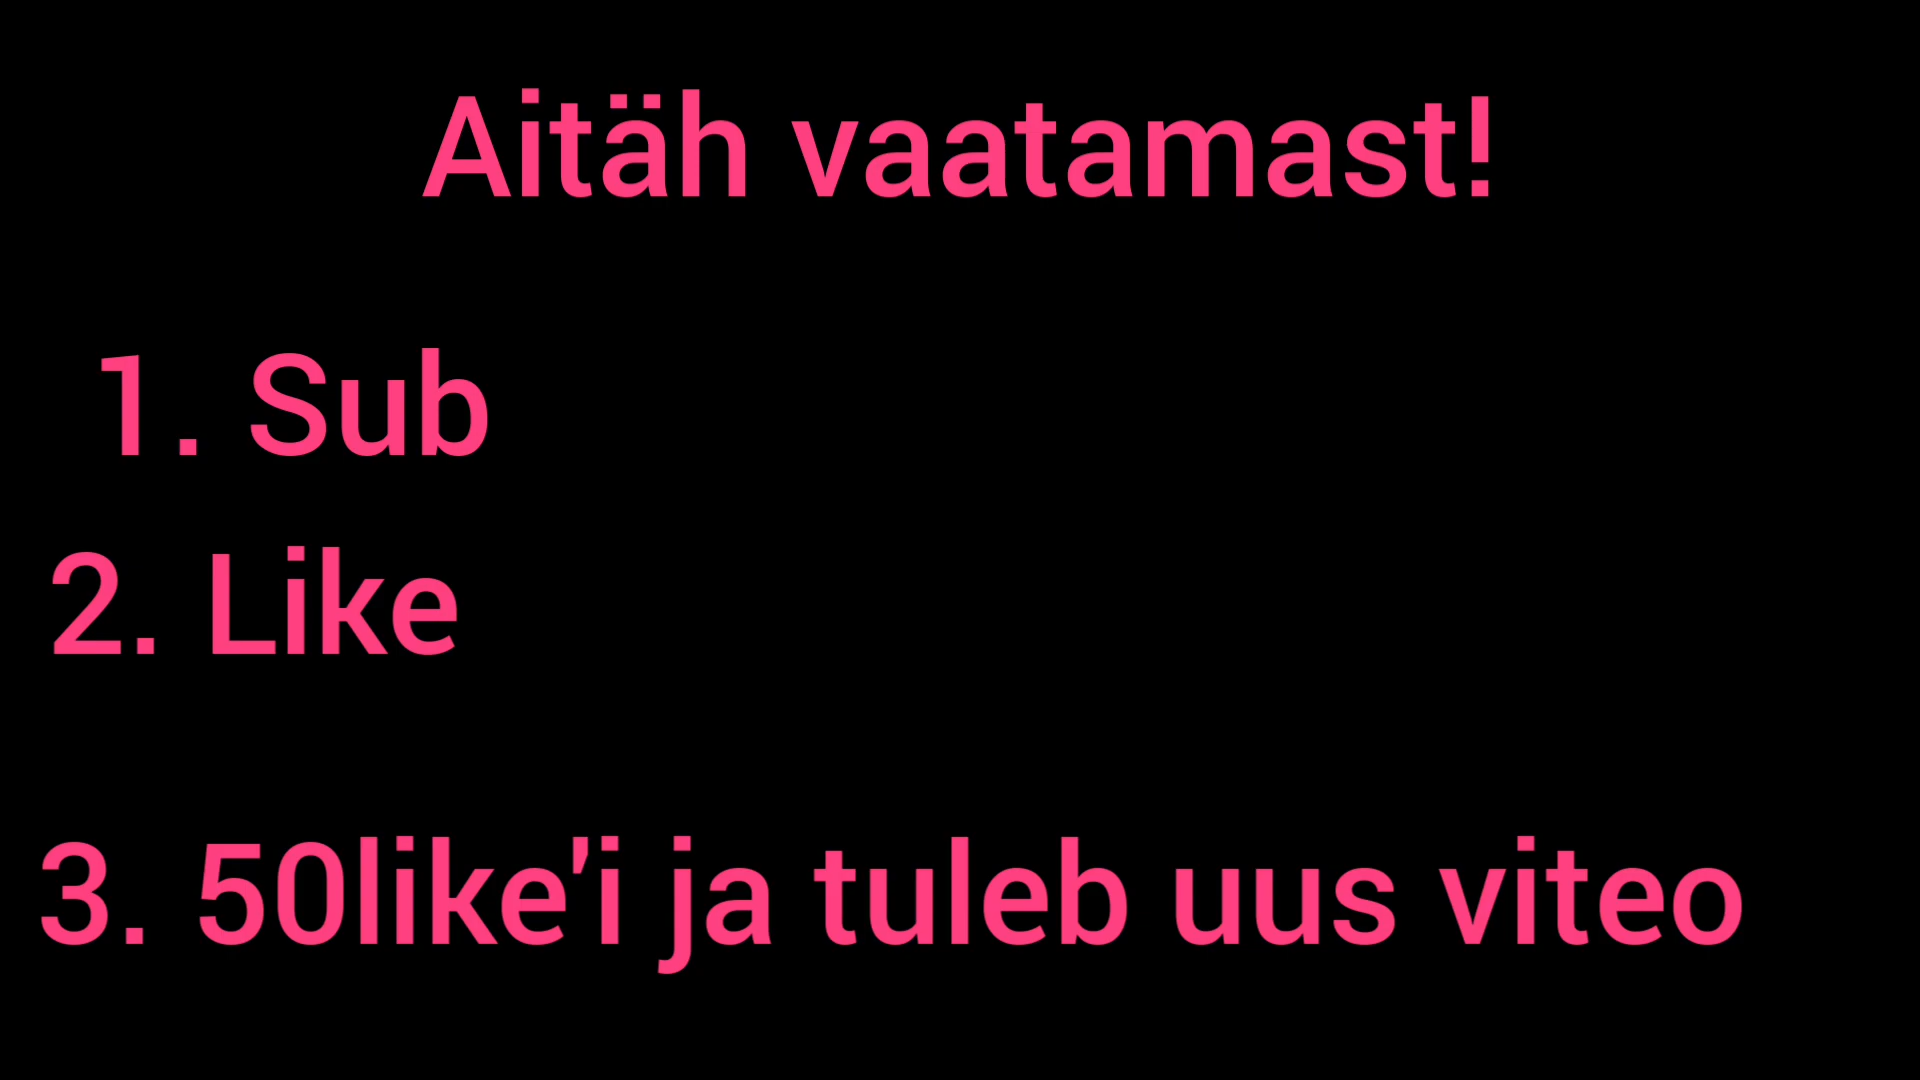 Aitäh vaatamast!
1. Sub
2. Like
3. 50like'i ja tuleb uus viteo